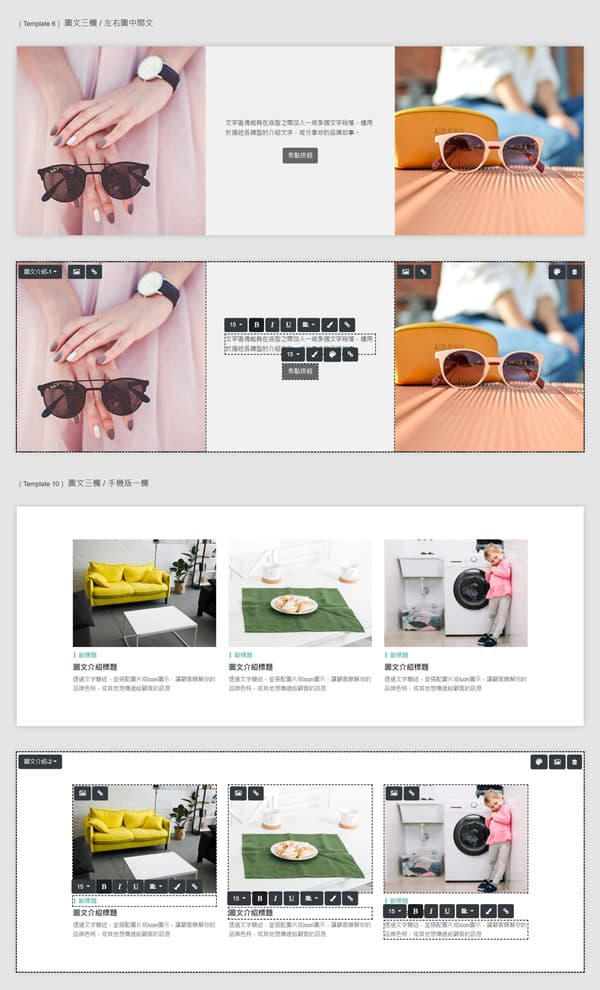 ( Template 6 ) 圖文三欄 / 左右圖中間文
文字區塊能夠在版型之間加入一或多個文字段落,適用
於描述各類型的介紹文字,或分享你的品牌故事。
焦點按鈕
圖文介紹-1
15 B I U
文字區塊能夠在版型之間加入一或多個文字段落,適用
於描述各類型的介紹
15
焦點按鈕
( Template 10 ) 圖文三欄 / 手機版一欄
副標題
圖文介紹標題
透過文字簡述,並搭配圖片或icon圖示,讓顧客瞭解你的
品牌色特,或其他想傳遞給顧客的訊息
副標題
圖文介紹標題
透過文字簡述,並搭配圖片或icon圖示,讓顧客瞭解你的
品牌色特,或其他想傳遞給顧客的訊息
副標題
圖文介紹標題
透過文字簡述,並搭配圖片或icon圖示,讓顧客瞭解你的
品牌色特,或其他想傳遞給顧客的訊息
圖文介紹-2
15 B I U
副標題
圖文介紹標題
透過文字簡述,並搭配圖片或icon圖示,讓顧客瞭解你的
品牌色特,或其他想傳遞給顧客的訊息
15 B I U
副標題
圖文介紹標題
透過文字簡述,並搭配圖片或icon圖示,讓顧客瞭解你的
品牌色特,或其他想傳遞給顧客的訊息
副標題
15 B I U
透過文字簡述,並搭配圖片或icon圖示,讓顧客瞭解你的
品牌色特,或其他想傳遞給顧客的訊息